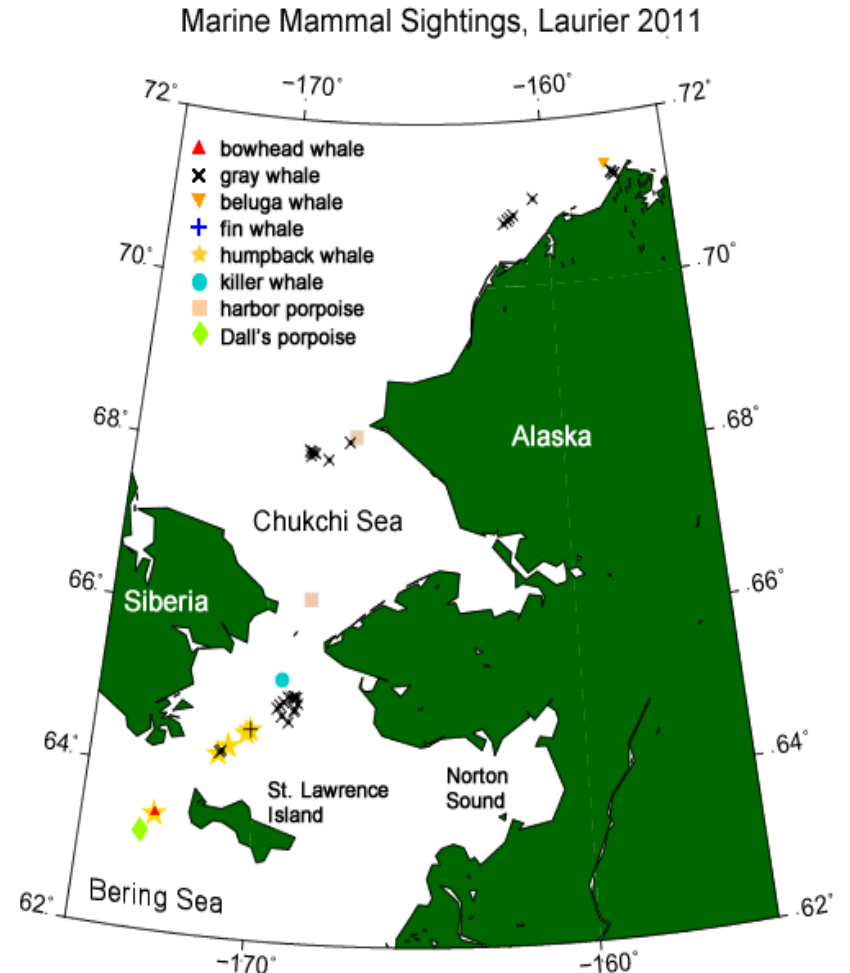 Marine Mammal Sightings, Laurier 2011
−170°
−160°
72°
72°
bowhead whale
gray whale
beluga whale
fin whale
humpback whale
killer whale
harbor porpoise
Dall's porpoise
70°
70°
68°
68°
Alaska
Chukchi Sea
66°
66°
Siberia
64°
64°
Norton
Sound
St. Lawrence
Island
Bering Sea
62°
62°
−170°
−160°